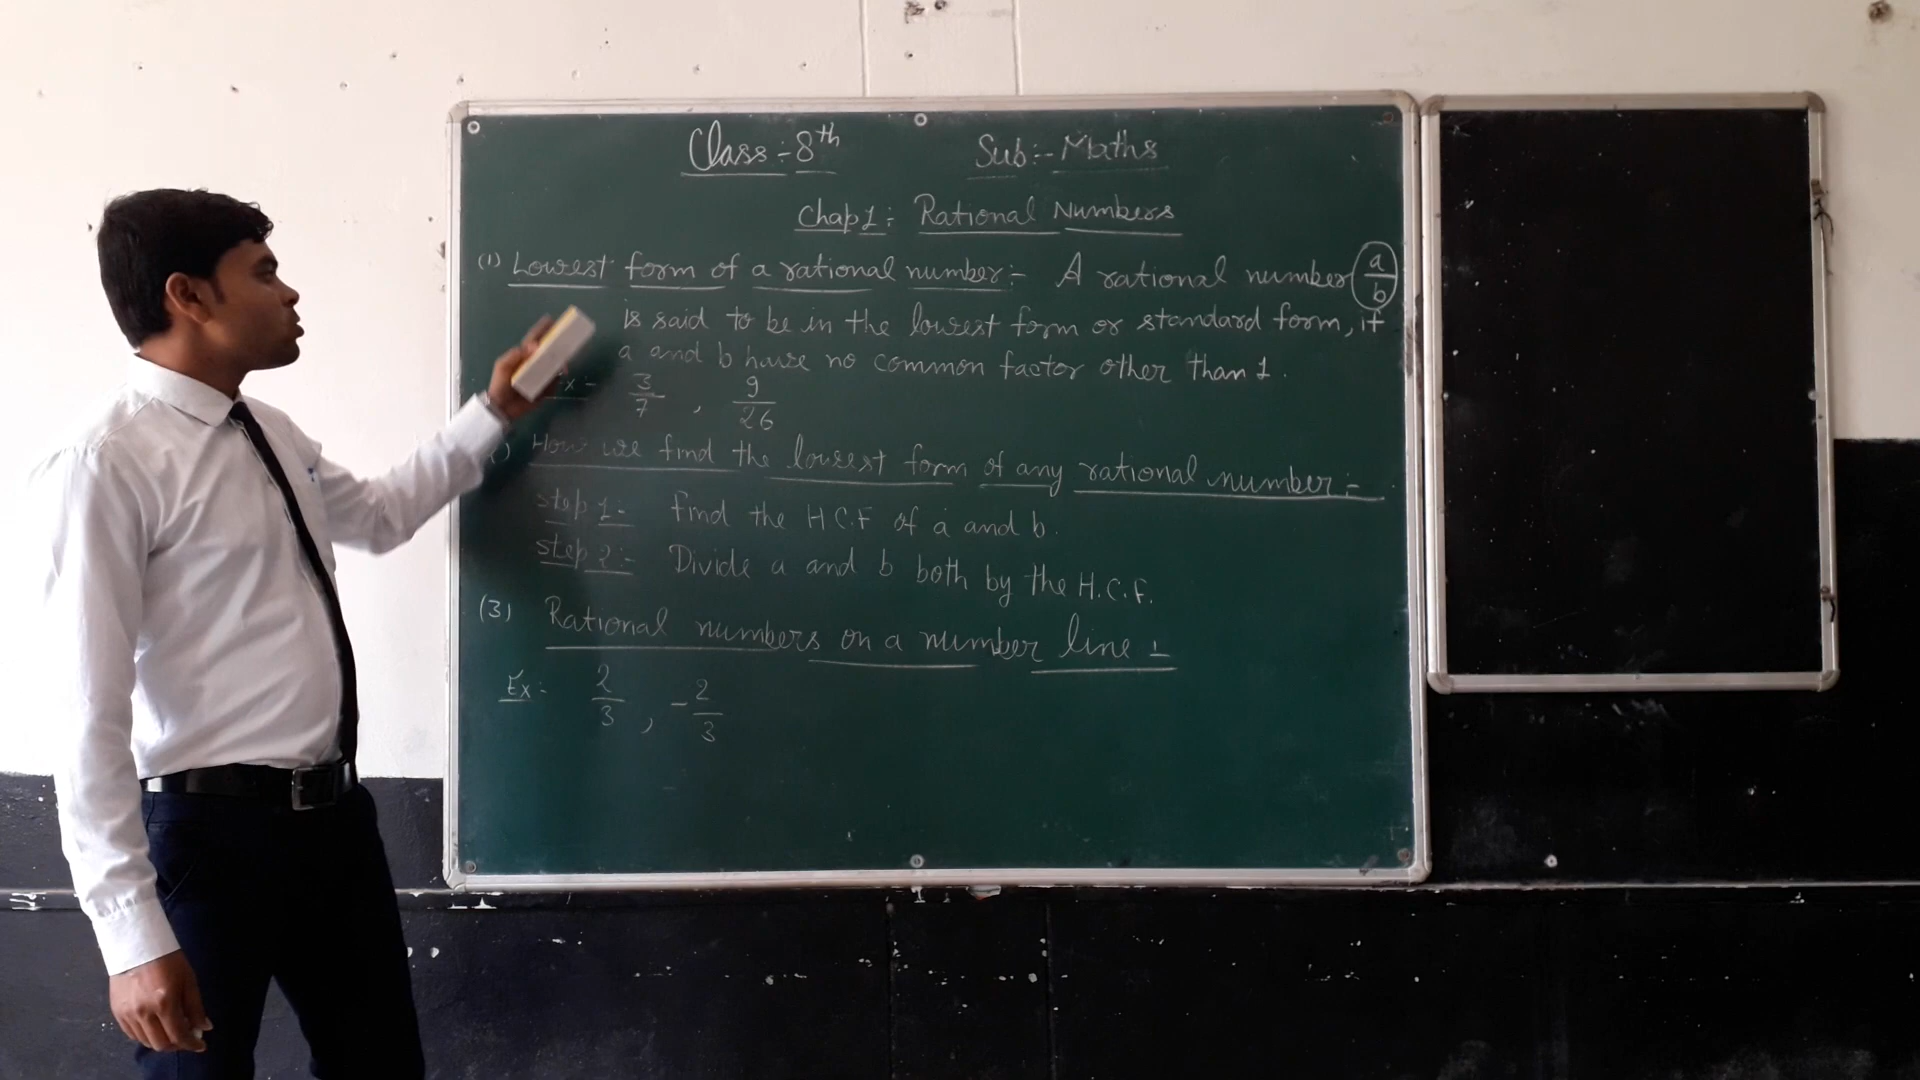 Class:- 8th Sub:- Maths
Chap 1:- Rational Numbers
(1) Lowest form of a rational number:- A rational number a/b
is said to be in the lowest form or standard form, if
a and b have no common factor other than 1.
Ex- 3/7 , 9/26
How we find the lowest form of any rational number:-
Step 1:- Find the H.C.F of a and b.
Step 2:- Divide a and b both by the H.C.F.
(3) Rational numbers on a number line :-
Ex:- 2/3 , -2/3